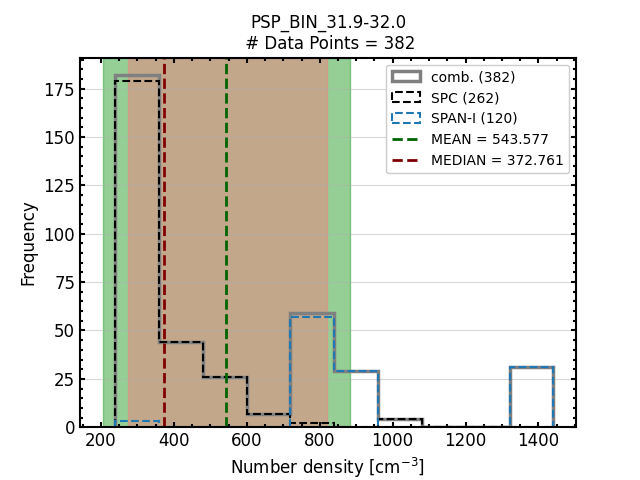 PSP_BIN_31.9-32.0
# Data Points = 382
comb. (382)
SPC (262)
SPAN-I (120)
MEAN = 543.577
MEDIAN = 372.761
Frequency
175
150
125
100
75
50
25
0
200 400 600 800 1000 1200 1400
Number density [cm⁻³]